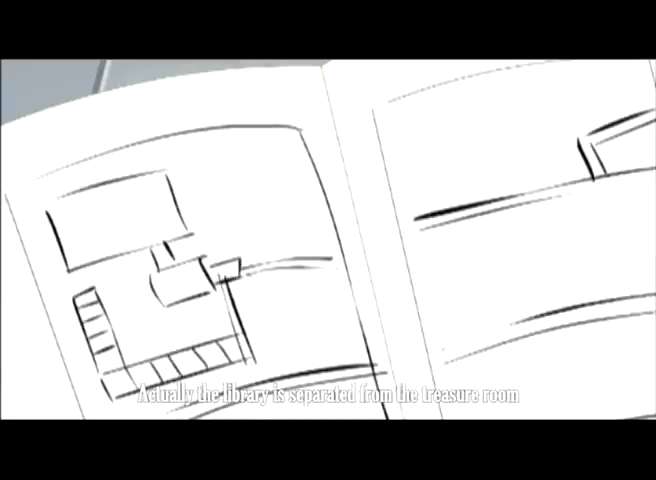 Actually the library is separated from the treasure room